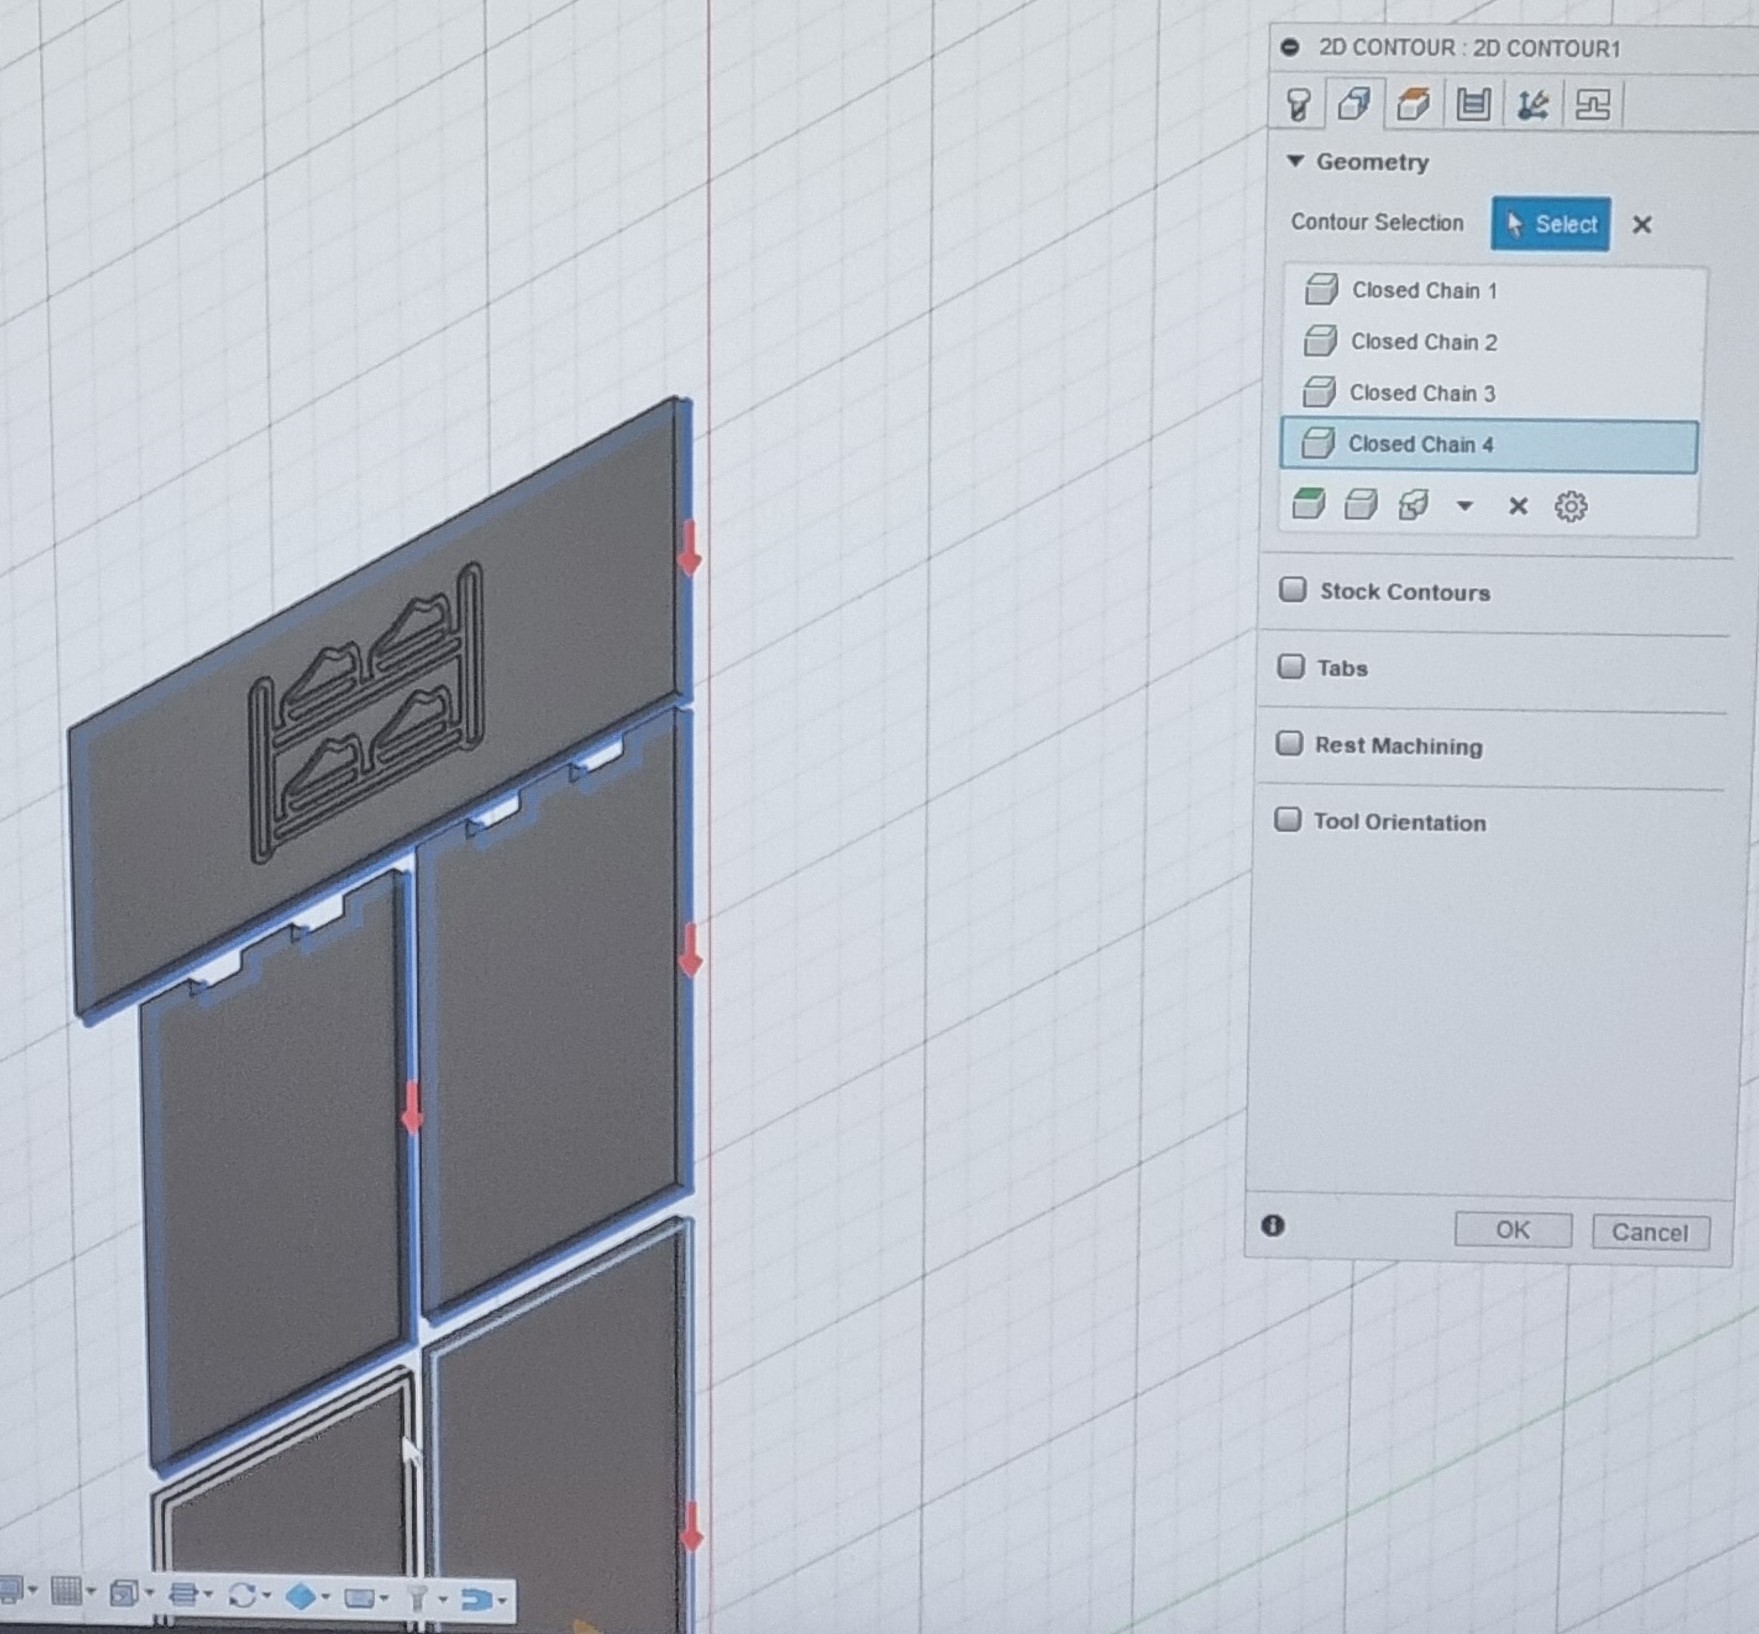 2D CONTOUR : 2D CONTOUR1
Geometry
Contour Selection Select
Closed Chain 1
Closed Chain 2
Closed Chain 3
Closed Chain 4
Stock Contours
Tabs
Rest Machining
Tool Orientation
OK Cancel